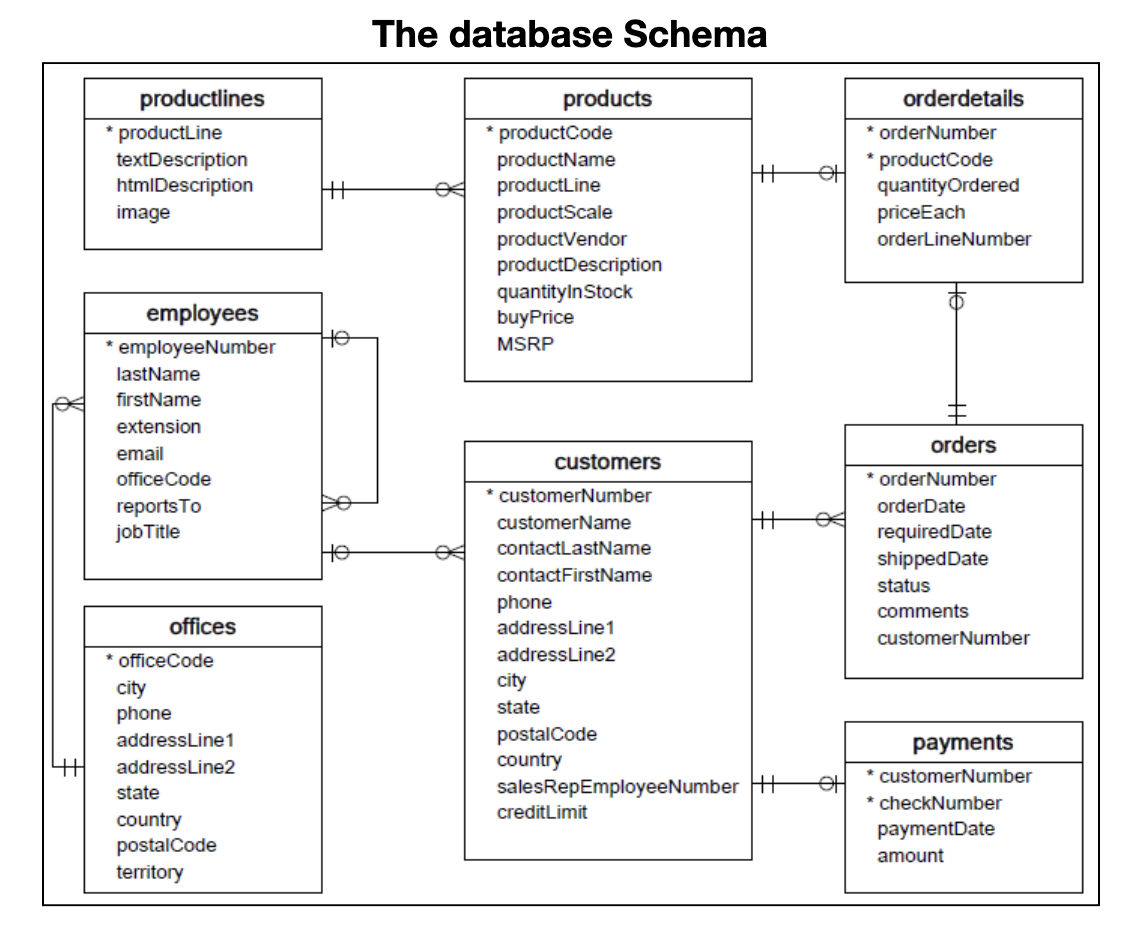 The database Schema
productlines
* productLine
textDescription
htmlDescription
image
products
* productCode
productName
productLine
productScale
productVendor
productDescription
quantityInStock
buyPrice
MSRP
orderdetails
* orderNumber
* productCode
quantityOrdered
priceEach
orderLineNumber
employees
* employeeNumber
lastName
firstName
extension
email
officeCode
reportsTo
jobTitle
customers
* customerNumber
customerName
contactLastName
contactFirstName
phone
addressLine1
addressLine2
city
state
postalCode
country
salesRepEmployeeNumber
creditLimit
orders
* orderNumber
orderDate
requiredDate
shippedDate
status
comments
customerNumber
offices
* officeCode
city
phone
addressLine1
addressLine2
state
country
postalCode
territory
payments
* customerNumber
* checkNumber
paymentDate
amount